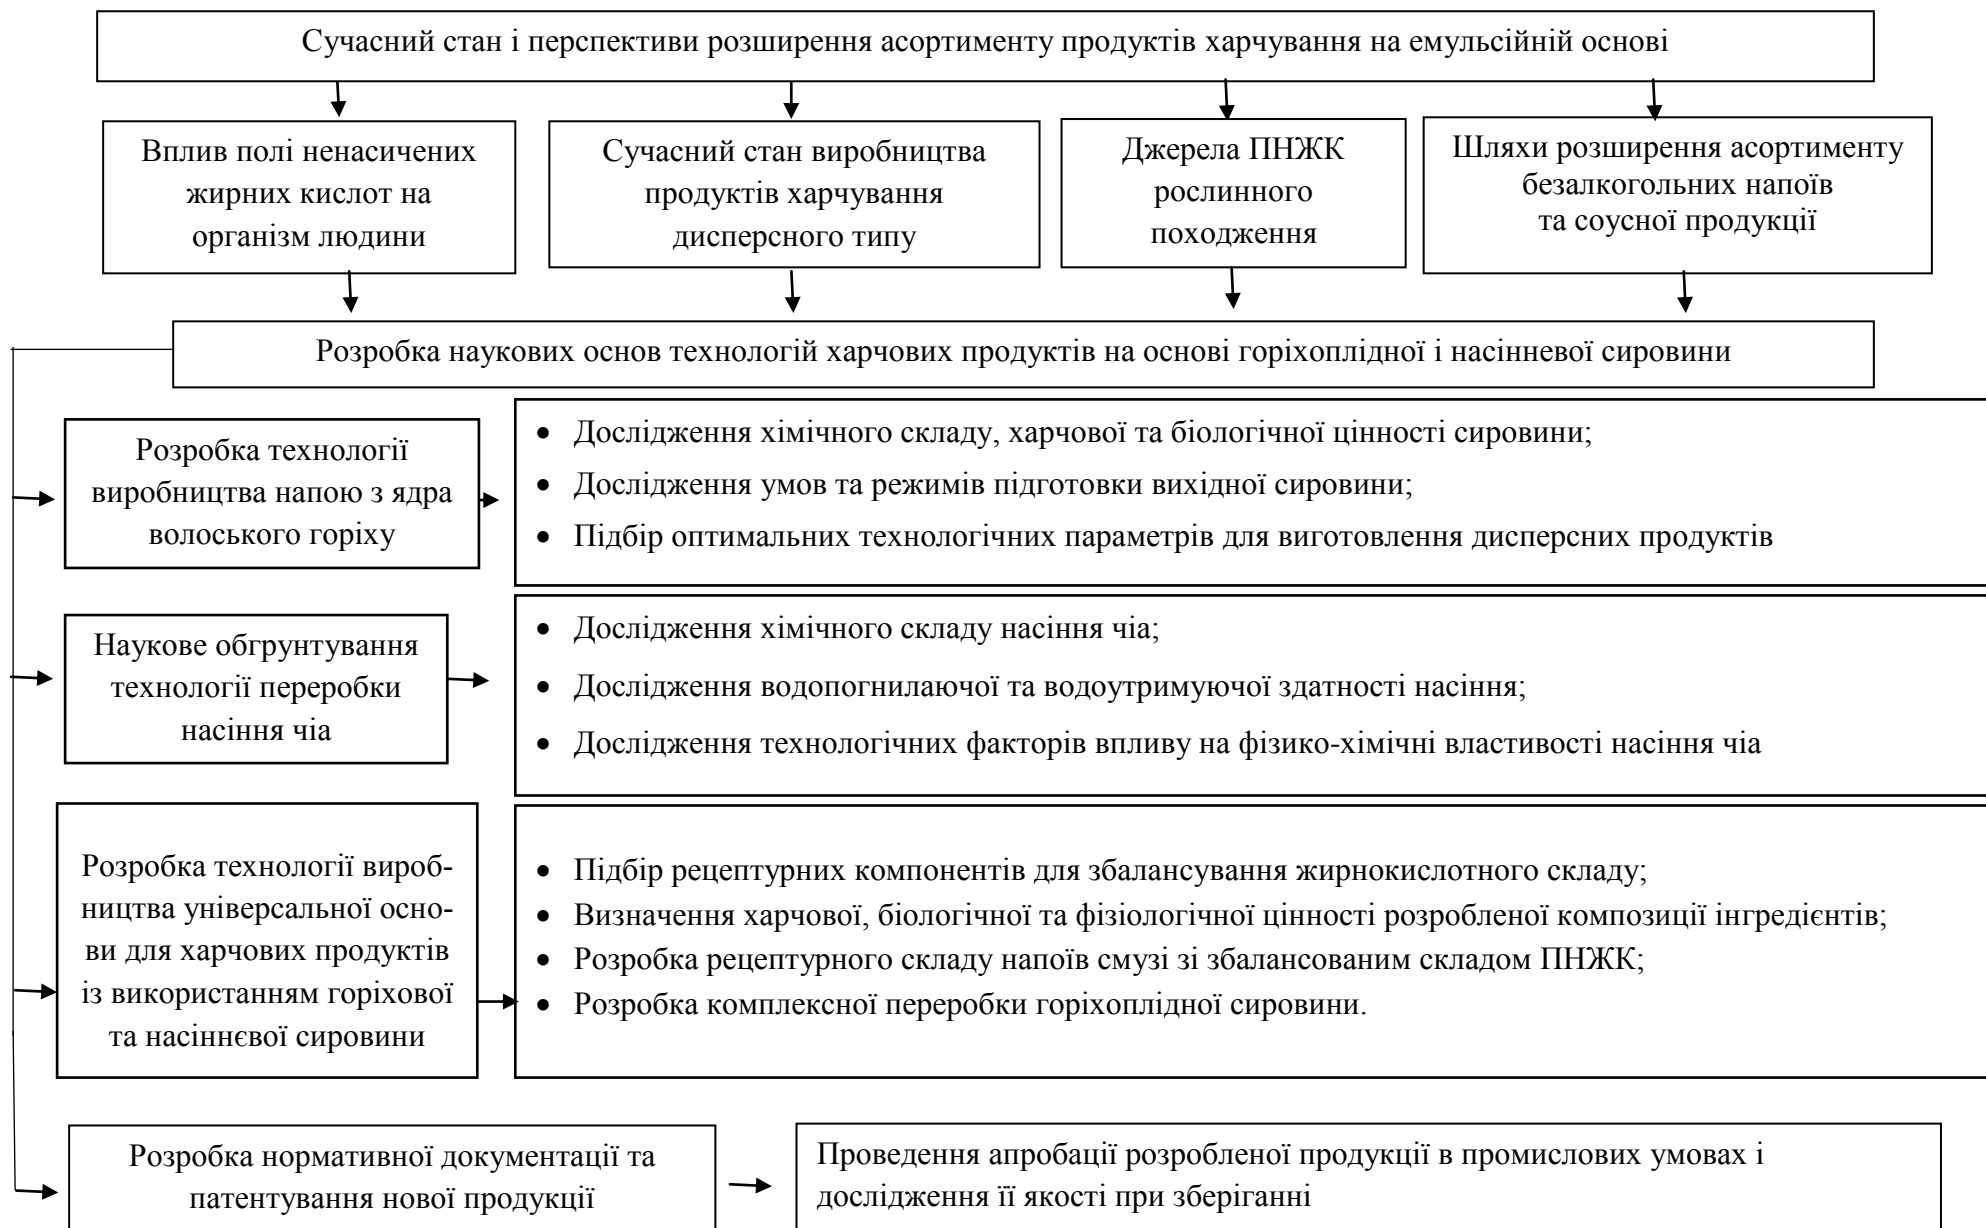 Сучасний стан і перспективи розширення асортименту продуктів харчування на емульсійній основі
Вплив полі ненасичених
жирних кислот на
організм людини
Сучасний стан виробництва
продуктів харчування
дисперсного типу
Джерела ПНЖК
рослинного
походження
Шляхи розширення асортименту
безалкогольних напоїв
та соусної продукції
Розробка наукових основ технологій харчових продуктів на основі горіхоплідної і насінневої сировини
Розробка технології
виробництва напою з ядра
волоського горіху
• Дослідження хімічного складу, харчової та біологічної цінності сировини;
• Дослідження умов та режимів підготовки вихідної сировини;
• Підбір оптимальних технологічних параметрів для виготовлення дисперсних продуктів
Наукове обгрунтування
технології переробки
насіння чіа
• Дослідження хімічного складу насіння чіа;
• Дослідження водопогнилаючої та водоутримуючої здатності насіння;
• Дослідження технологічних факторів впливу на фізико-хімічні властивості насіння чіа
Розробка технології вироб-
ництва універсальної осно-
ви для харчових продуктів
із використанням горіхової
та насіннєвої сировини
• Підбір рецептурних компонентів для збалансування жирнокислотного складу;
• Визначення харчової, біологічної та фізіологічної цінності розробленої композиції інгредієнтів;
• Розробка рецептурного складу напоїв смузі зі збалансованим складом ПНЖК;
• Розробка комплексної переробки горіхоплідної сировини.
Розробка нормативної документації та
патентування нової продукції
Проведення апробації розробленої продукції в промислових умовах і
дослідження її якості при зберіганні